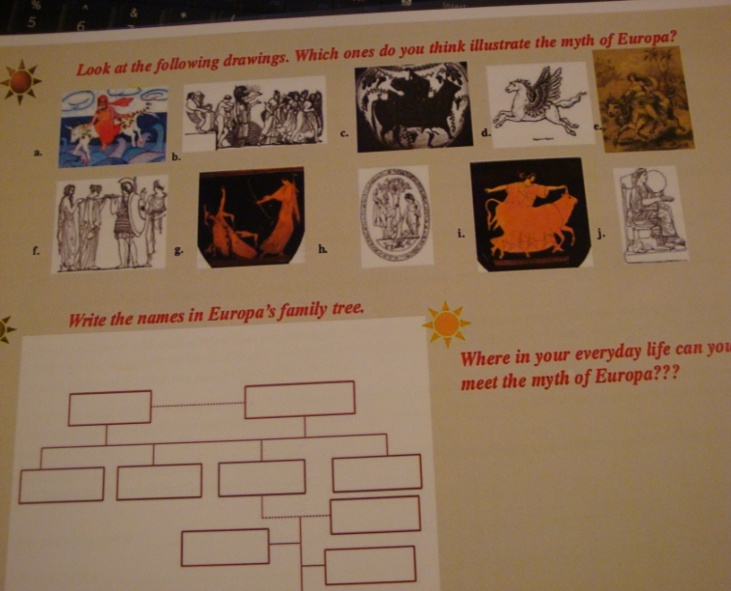 % & *
5 6
Look at the following drawings. Which ones do you think illustrate the myth of Europa?
a. b. c. d. e.
f. g. h. i. j.
Write the names in Europa's family tree.
Where in your everyday life can you
meet the myth of Europa???